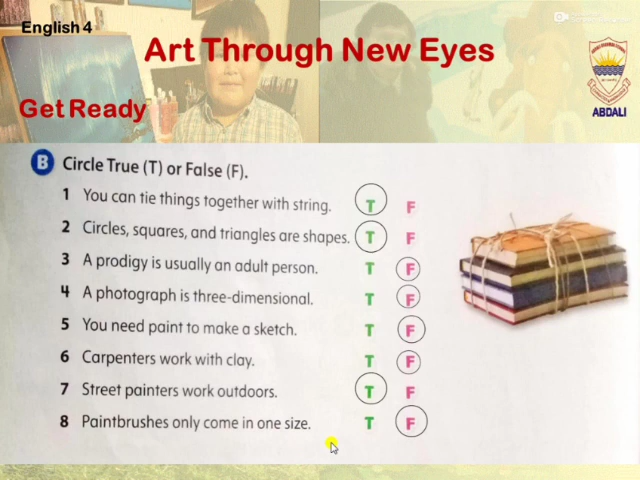 English 4
Art Through New Eyes
Get Ready
ABDALI
B Circle True (T) or False (F).
1 You can tie things together with string. T F
2 Circles, squares, and triangles are shapes. T F
3 A prodigy is usually an adult person. T F
4 A photograph is three-dimensional. T F
5 You need paint to make a sketch. T F
6 Carpenters work with clay. T F
7 Street painters work outdoors. T F
8 Paintbrushes only come in one size. T F